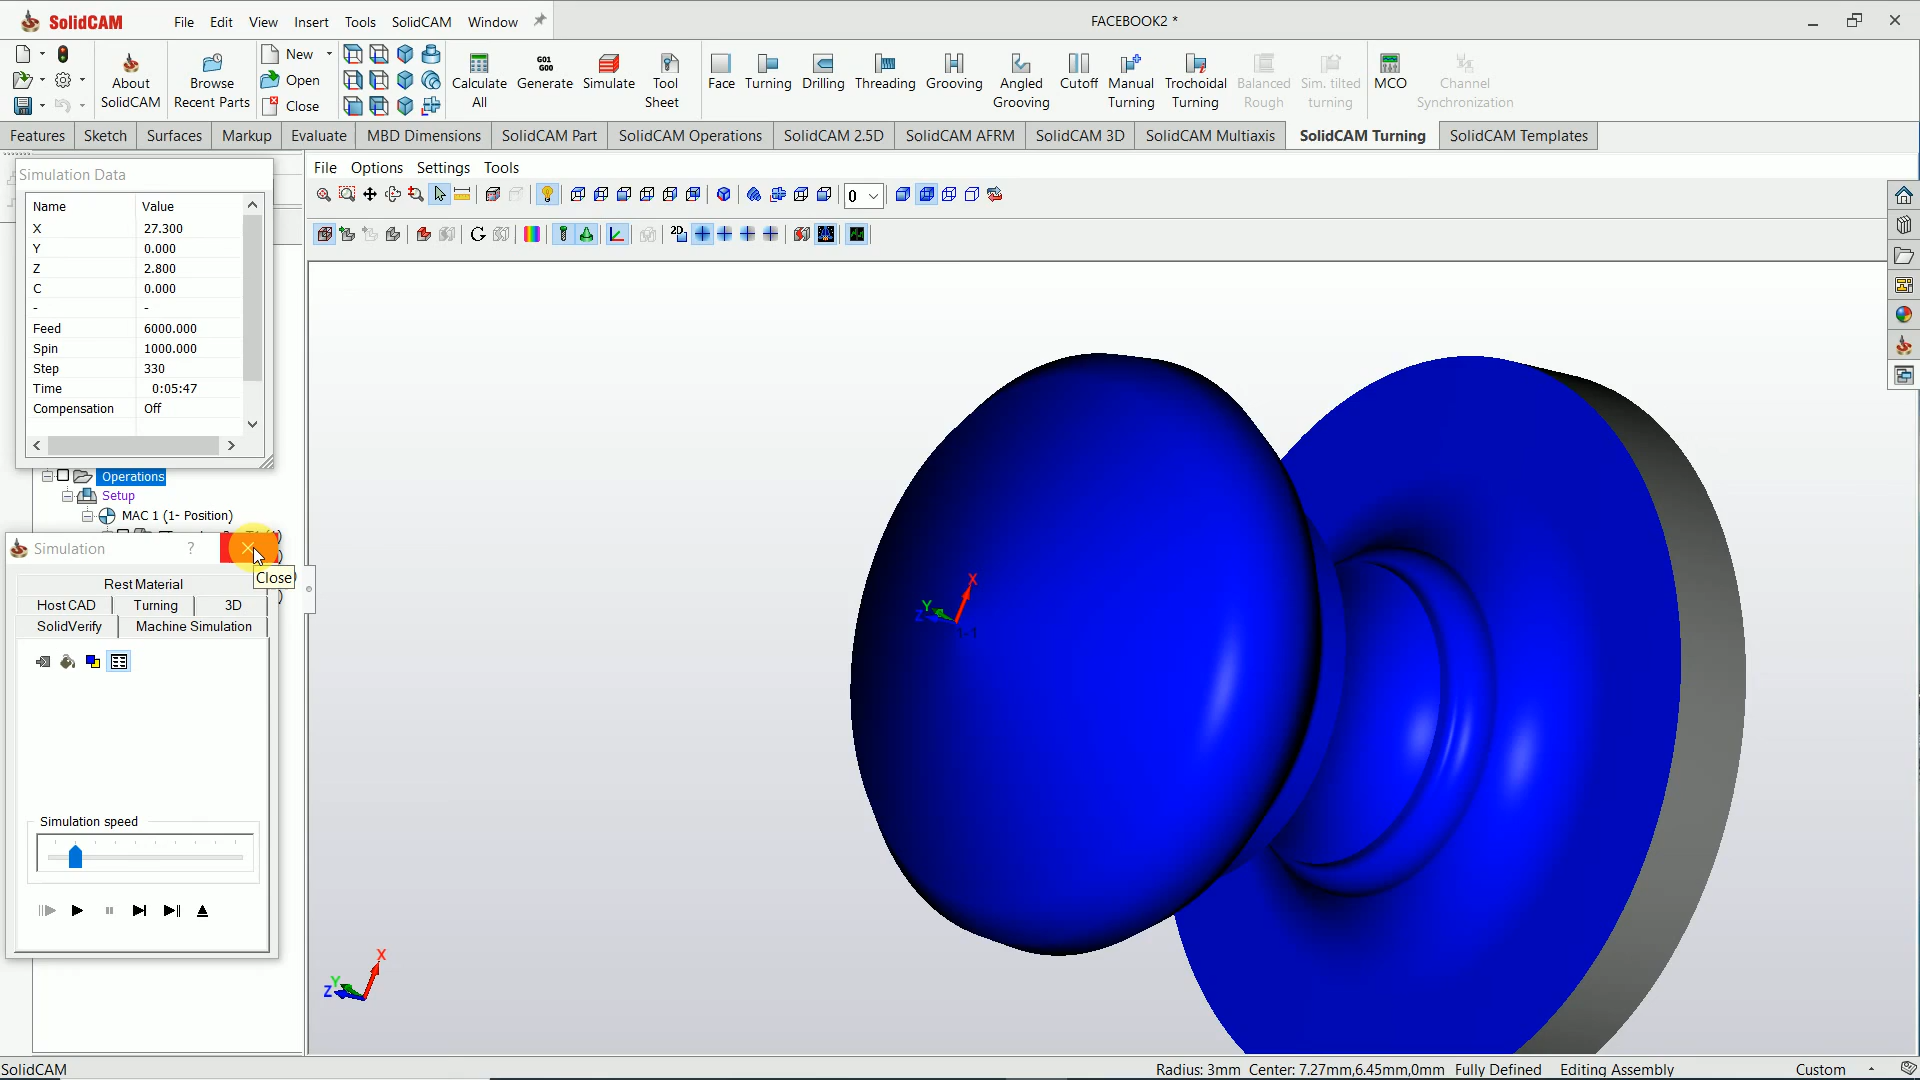 SolidCAM File Edit View Insert Tools SolidCAM Window FACEBOOK2 *
About SolidCAM
Browse Recent Parts
New
Open
Close
Calculate All
G01 G00 Generate
Simulate
Tool Sheet
Face
Turning
Drilling
Threading
Grooving
Angled Grooving
Cutoff
Manual Turning
Trochoidal Turning
Balanced Rough
Sim. tilted turning
MCO
Channel Synchronization
Features Sketch Surfaces Markup Evaluate MBD Dimensions SolidCAM Part SolidCAM Operations SolidCAM 2.5D SolidCAM AFRM SolidCAM 3D SolidCAM Multiaxis SolidCAM Turning SolidCAM Templates
File Options Settings Tools
0
2D
Simulation Data
Name Value
X 27.300
Y 0.000
Z 2.800
C 0.000
- -
Feed 6000.000
Spin 1000.000
Step 330
Time 0:05:47
Compensation Off
Operations
Setup
MAC 1 (1- Position)
Simulation ?
Close
Rest Material
Host CAD Turning 3D
SolidVerify Machine Simulation
Simulation speed
X
Y
Z
1-1
X
Y
Z
SolidCAM Radius: 3mm Center: 7.27mm,6.45mm,0mm Fully Defined Editing Assembly Custom